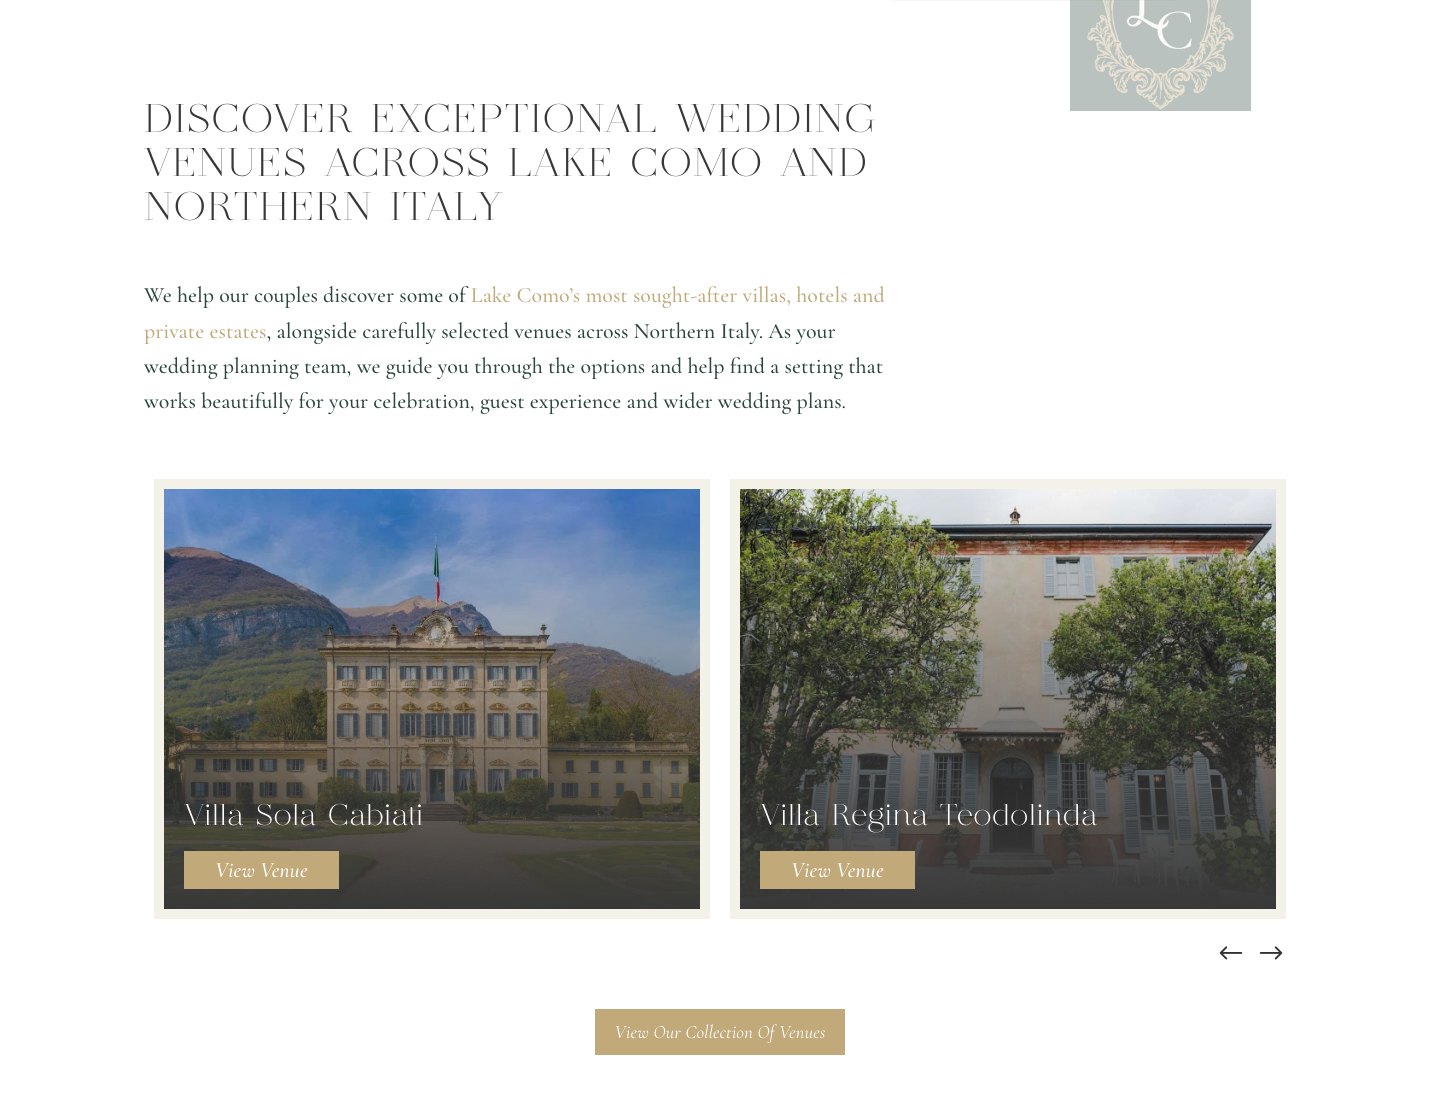 LC
DISCOVER EXCEPTIONAL WEDDING
VENUES ACROSS LAKE COMO AND
NORTHERN ITALY
We help our couples discover some of Lake Como’s most sought-after villas, hotels and
private estates, alongside carefully selected venues across Northern Italy. As your
wedding planning team, we guide you through the options and help find a setting that
works beautifully for your celebration, guest experience and wider wedding plans.
Villa Sola Cabiati
View Venue
Villa Regina Teodolinda
View Venue
View Our Collection Of Venues